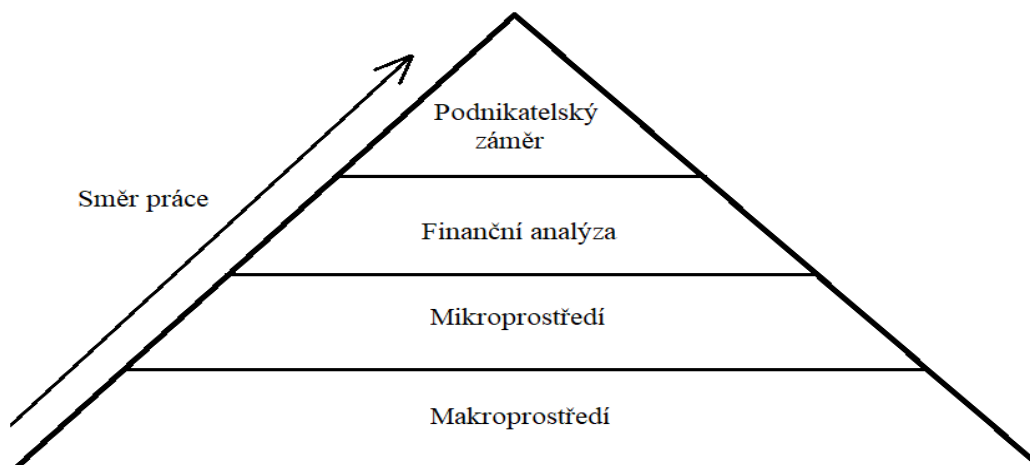 Podnikatelský
záměr
Směr práce
Finanční analýza
Mikroprostředí
Makroprostředí